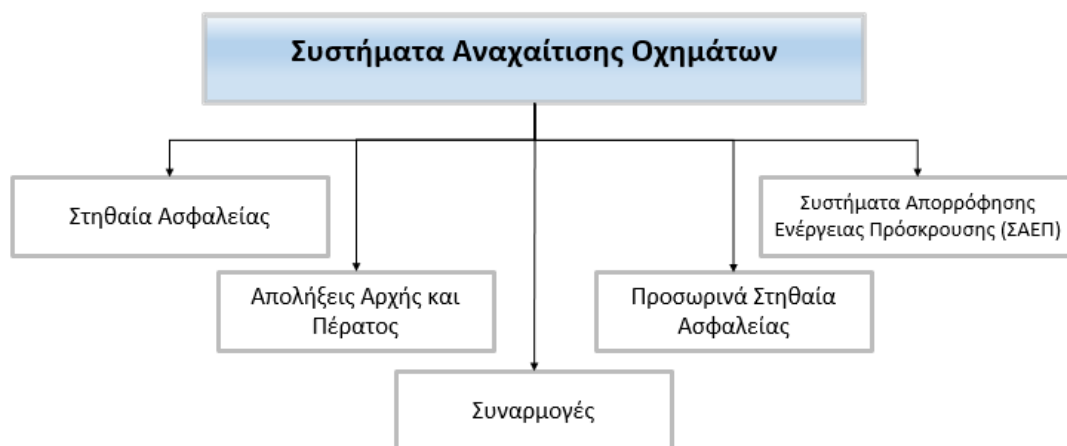 Συστήματα Αναχαίτισης Οχημάτων
Στηθαία Ασφαλείας
Απολήξεις Αρχής και
Πέρατος
Συναρμογές
Προσωρινά Στηθαία
Ασφαλείας
Συστήματα Απορρόφησης
Ενέργειας Πρόσκρουσης (ΣΑΕΠ)